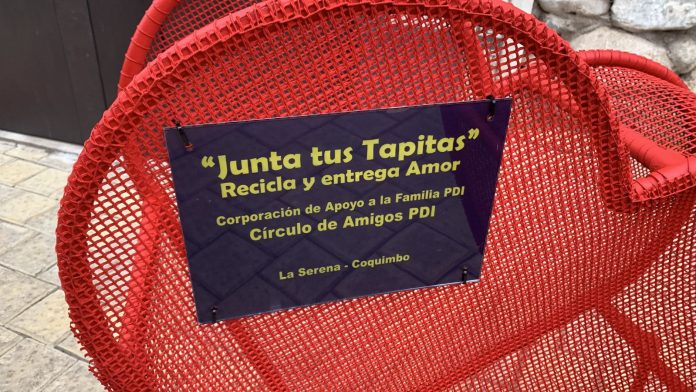 “Junta tus Tapitas”
Recicla y entrega Amor
Corporación de Apoyo a la Familia PDI
Círculo de Amigos PDI
La Serena - Coquimbo